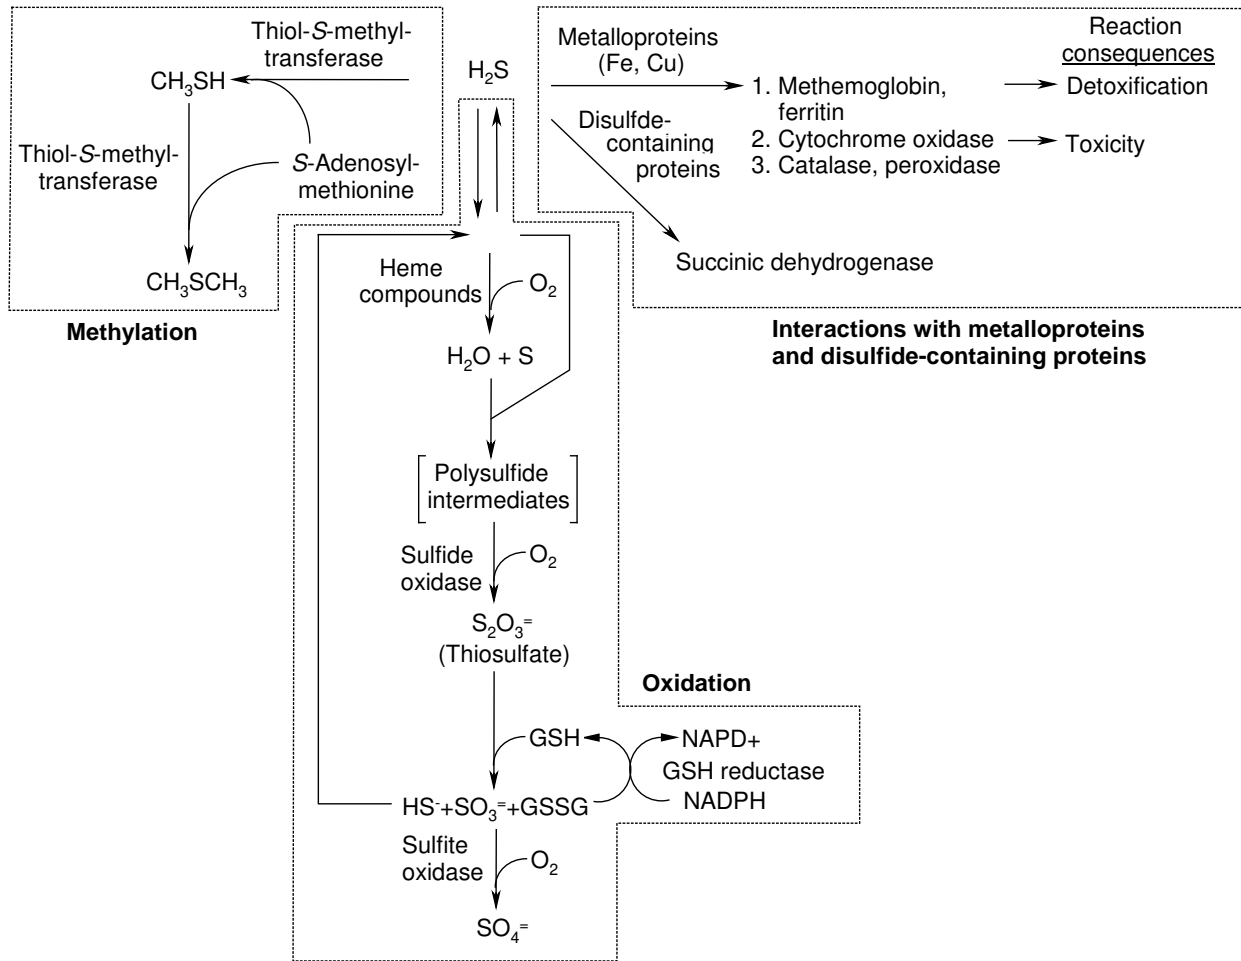 Thiol-S-methyl-
transferase
CH₃SH
Thiol-S-methyl-
transferase
S-Adenosyl-
methionine
CH₃SCH₃
Methylation
H₂S
Metalloproteins
(Fe, Cu)
Reaction
consequences
1. Methemoglobin,
ferritin
Detoxification
Disulfde-
containing
proteins
2. Cytochrome oxidase
Toxicity
3. Catalase, peroxidase
Succinic dehydrogenase
Interactions with metalloproteins
and disulfide-containing proteins
Heme
compounds
O₂
H₂O + S
Polysulfide
intermediates
Sulfide
oxidase
O₂
S₂O₃⁼
(Thiosulfate)
Oxidation
GSH
NAPD+
GSH reductase
NADPH
HS⁻+SO₃⁼+GSSG
Sulfite
oxidase
O₂
SO₄⁼